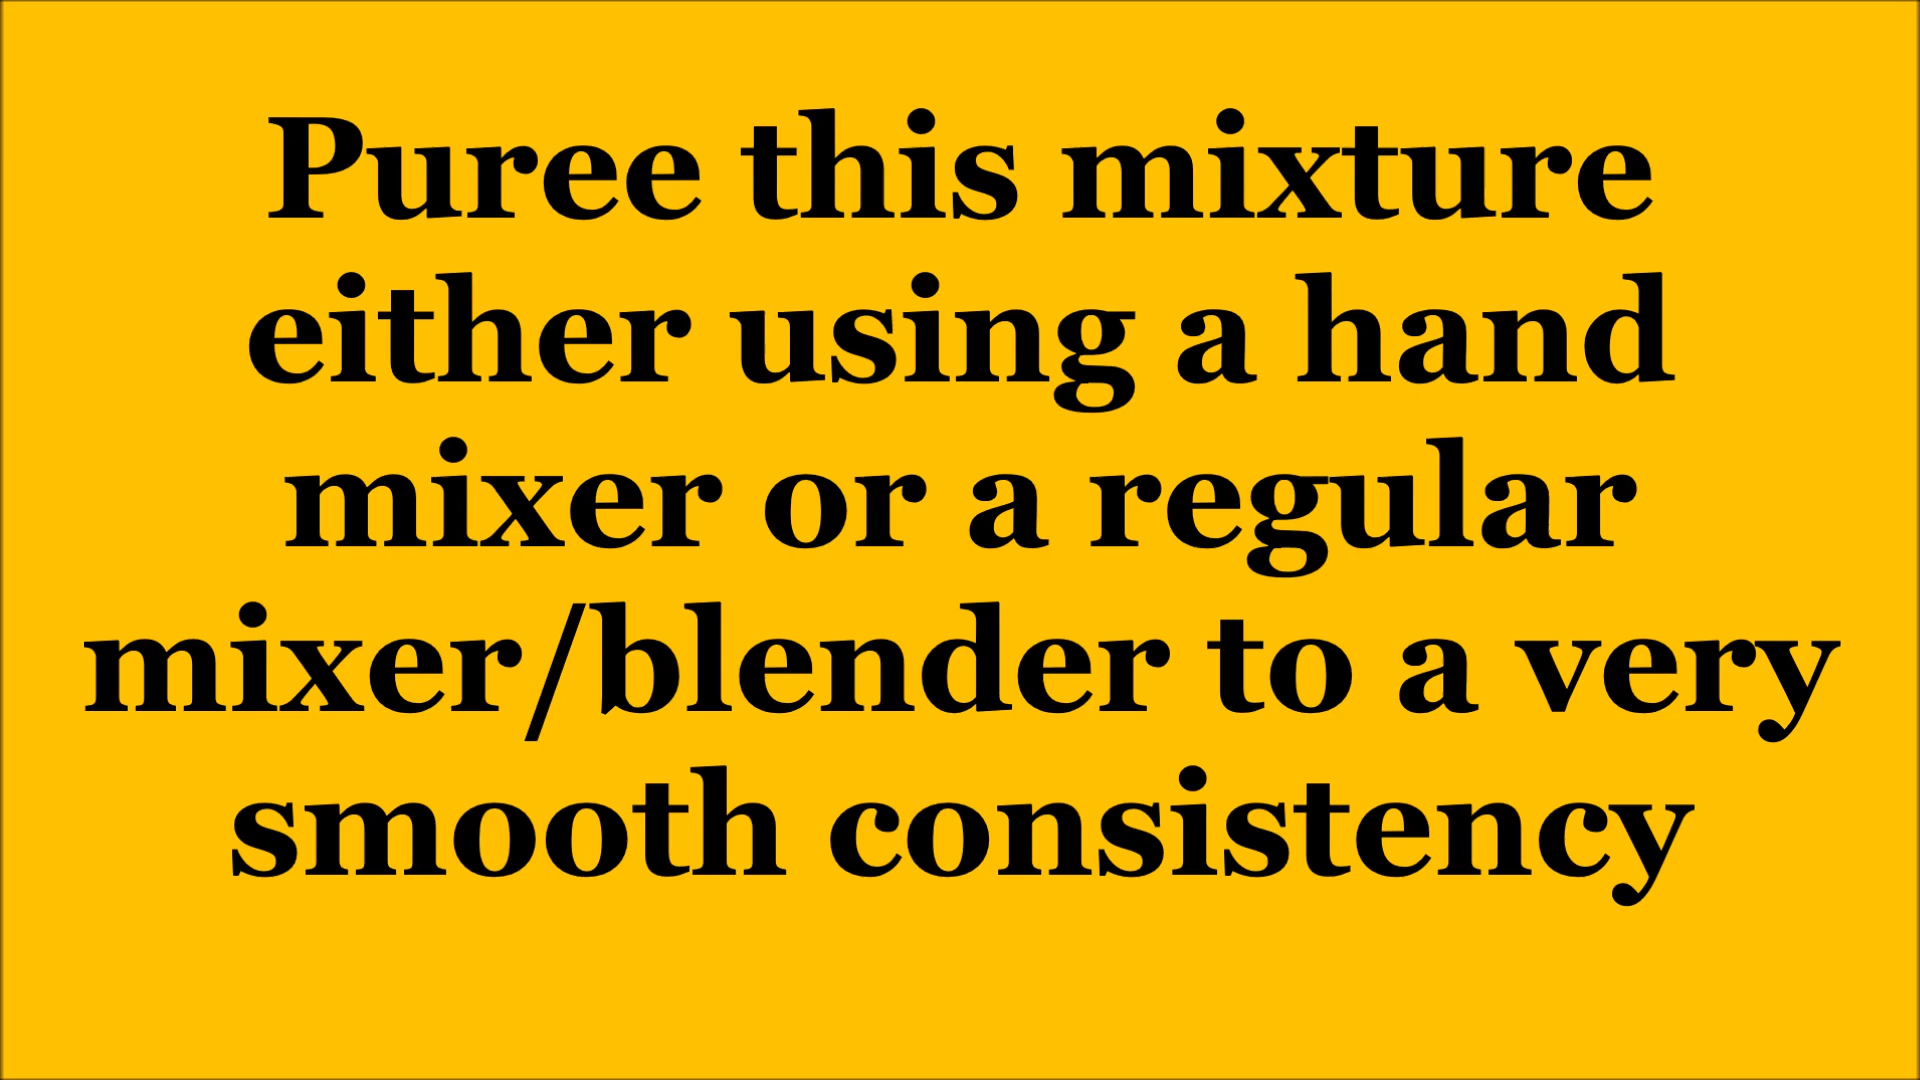 Puree this mixture
either using a hand
mixer or a regular
mixer/blender to a very
smooth consistency